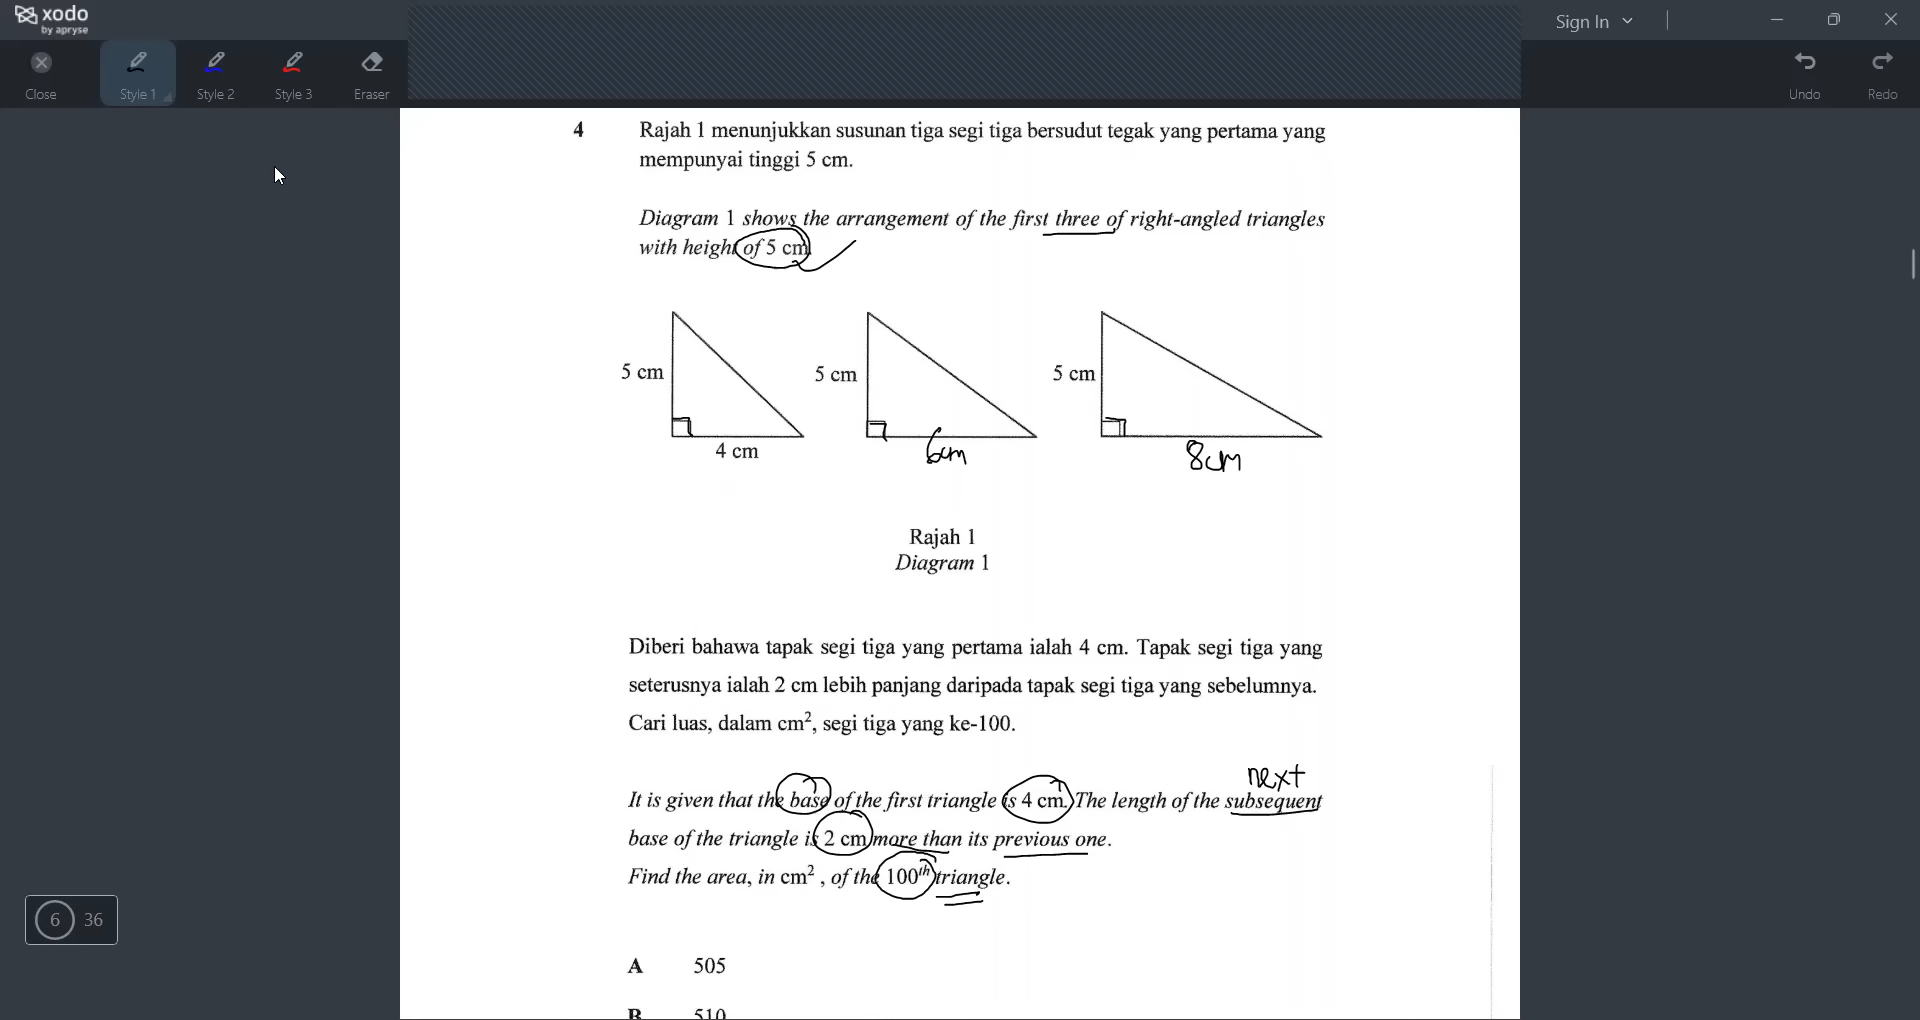 xodo
by apryse
Sign In
Close
Style 1
Style 2
Style 3
Eraser
Undo
Redo
4 Rajah 1 menunjukkan susunan tiga segi tiga bersudut tegak yang pertama yang
mempunyai tinggi 5 cm.
Diagram 1 shows the arrangement of the first three of right-angled triangles
with height of 5 cm.
5 cm
5 cm
5 cm
4 cm
6cm
8cm
Rajah 1
Diagram 1
Diberi bahawa tapak segi tiga yang pertama ialah 4 cm. Tapak segi tiga yang
seterusnya ialah 2 cm lebih panjang daripada tapak segi tiga yang sebelumnya.
Cari luas, dalam cm², segi tiga yang ke-100.
next
It is given that the base of the first triangle is 4 cm. The length of the subsequent
base of the triangle is 2 cm more than its previous one.
Find the area, in cm² , of the 100th triangle.
6 36
A 505
B 510